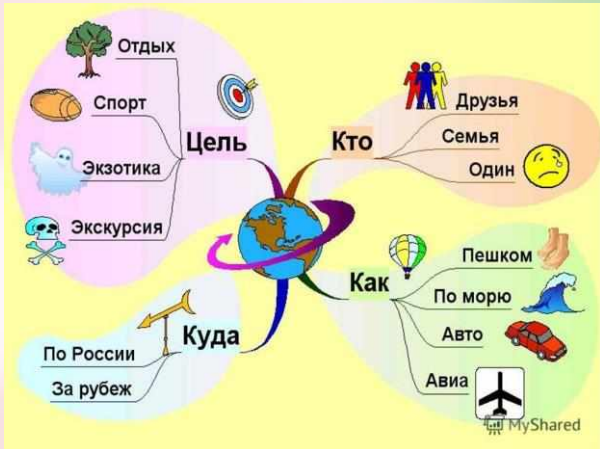 Цель
Отдых
Спорт
Экзотика
Экскурсия
Кто
Друзья
Семья
Один
Как
Пешком
По морю
Авто
Авиа
Куда
По России
За рубеж
MyShared